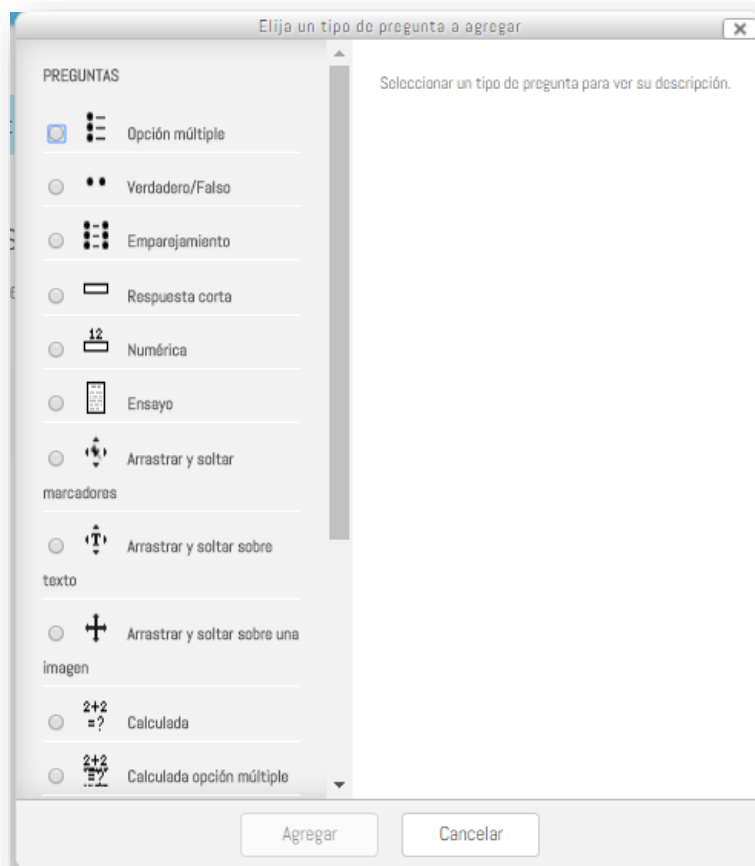 Elija un tipo de pregunta a agregar
PREGUNTAS
Seleccionar un tipo de pregunta para ver su descripción.
Opción múltiple
Verdadero/Falso
Emparejamiento
Respuesta corta
12
Numérica
Ensayo
Arrastrar y soltar
marcadores
T
Arrastrar y soltar sobre
texto
Arrastrar y soltar sobre una
imagen
2+2
=?
Calculada
2+2
=?
Calculada opción múltiple
Agregar
Cancelar